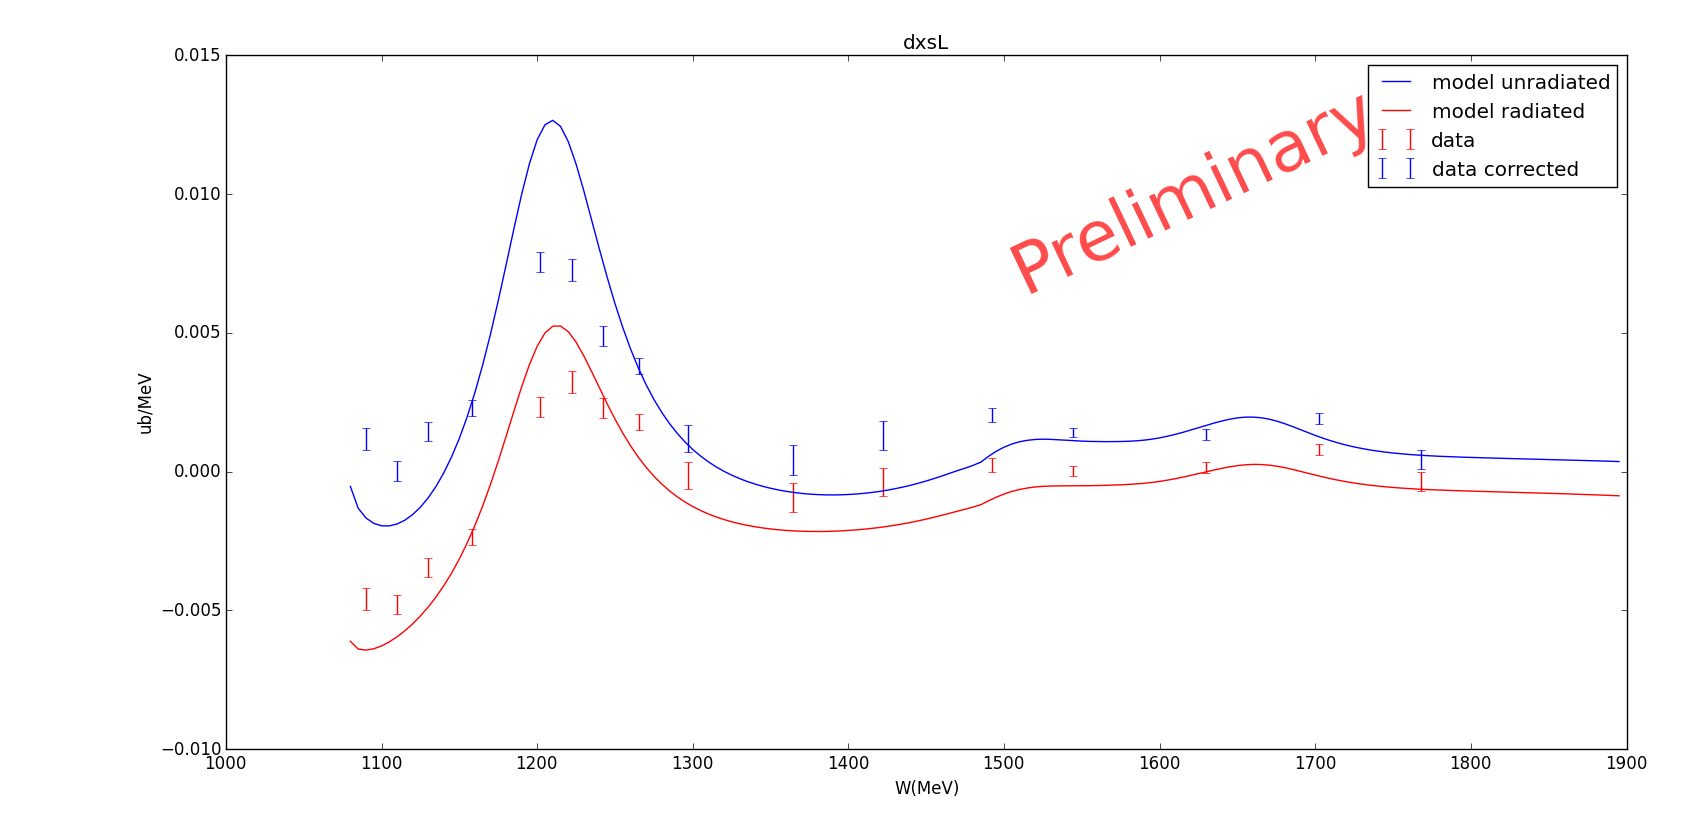 dxsL
0.015
0.010
0.005
0.000
−0.005
−0.010
ub/MeV
Preliminary
model unradiated
model radiated
data
data corrected
1000 1100 1200 1300 1400 1500 1600 1700 1800 1900
W(MeV)